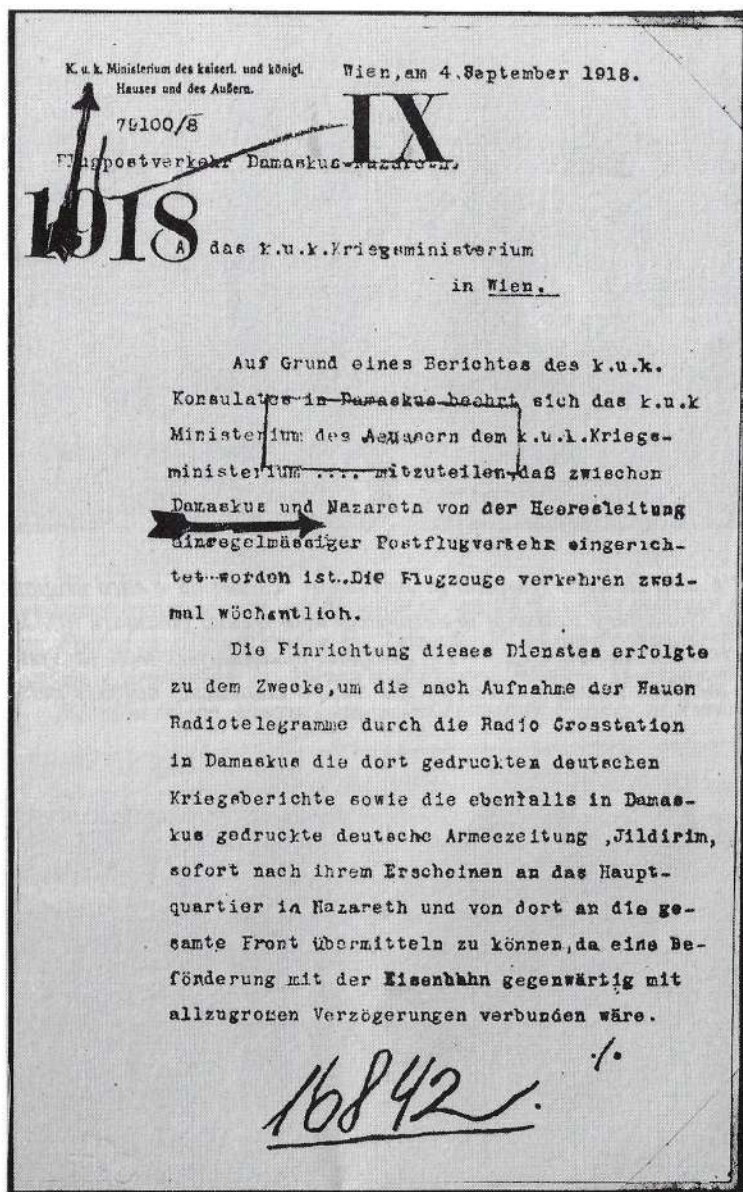 K. u. k. Ministerium des kaiserl. und königl.
Hauses und des Äußern.
Wien, am 4.September 1918.
79100/8
IX
Flugpostverkehr Damaskus-Nazareth.
1918
A das k.u.k.Kriegsministerium
in Wien.
Auf Grund eines Berichtes des k.u.k.
Konsulates in Damaskus beehrt sich das k.u.k
Ministerium des Aeussern dem k.u.k.Kriegs-
ministerium .... mitzuteilen,daß zwischen
Damaskus und Nazareth von der Heeresleitung
einregelmässiger Postflugverkehr eingerich-
tet worden ist..Die Flugzeuge verkehren zwei-
mal wöchentlich.
Die Einrichtung dieses Dienstes erfolgte
zu dem Zwecke,um die nach Aufnahme der Nauen
Radiotelegramme durch die Radio Grosstation
in Damaskus die dort gedruckten deutschen
Kriegsberichte sowie die ebenfalls in Damas-
kus gedruckte deutsche Armeezeitung ,Jildirim,
sofort nach ihrem Erscheinen an das Haupt-
quartier in Nazareth und von dort an die ge-
samte Front übermitteln zu können,da eine Be-
förderung mit der Eisenbahn gegenwärtig mit
allzugrossen Verzögerungen verbunden wäre.
./.
16842.